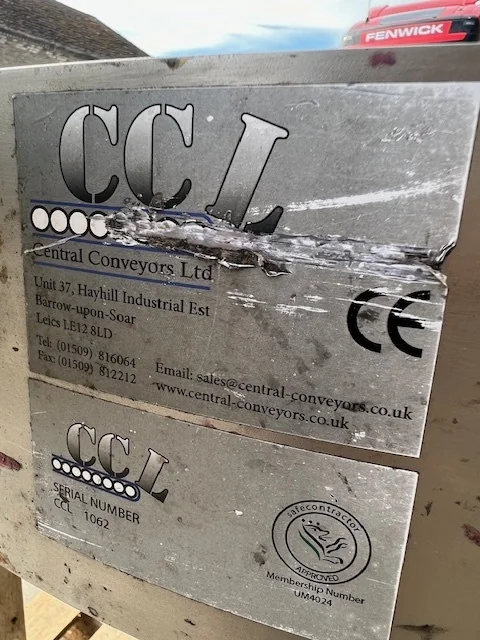 FENWICK
CCL
Central Conveyors Ltd
Unit 37, Hayhill Industrial Est
Barrow-upon-Soar
Leics LE12 8LD
Tel: (01509) 816064
Fax: (01509) 812212
Email: sales@central-conveyors.co.uk
www.central-conveyors.co.uk
CE
CCL
SERIAL NUMBER
CCL 1062
safecontractor
APPROVED
Membership Number
UM4024